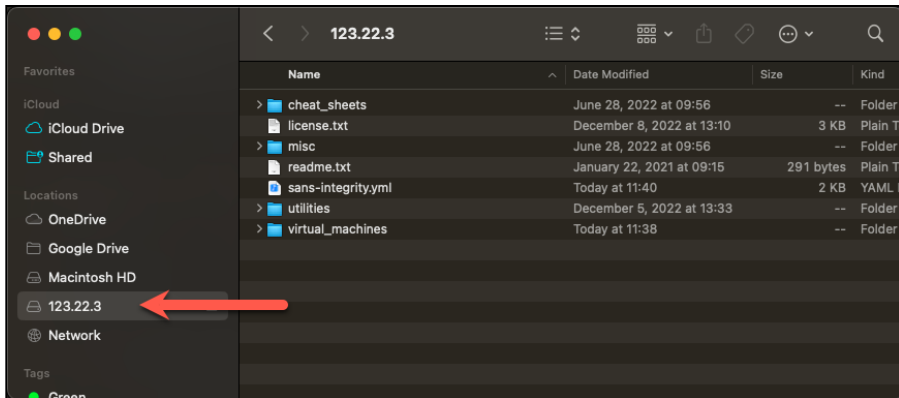 123.22.3
Favorites
iCloud
iCloud Drive
Shared
Locations
OneDrive
Google Drive
Macintosh HD
123.22.3
Network
Tags
Green
Name Date Modified Size Kind
cheat_sheets June 28, 2022 at 09:56 -- Folder
license.txt December 8, 2022 at 13:10 3 KB Plain T
misc June 28, 2022 at 09:56 -- Folder
readme.txt January 22, 2021 at 09:15 291 bytes Plain T
sans-integrity.yml Today at 11:40 2 KB YAML
utilities December 5, 2022 at 13:33 -- Folder
virtual_machines Today at 11:38 -- Folder